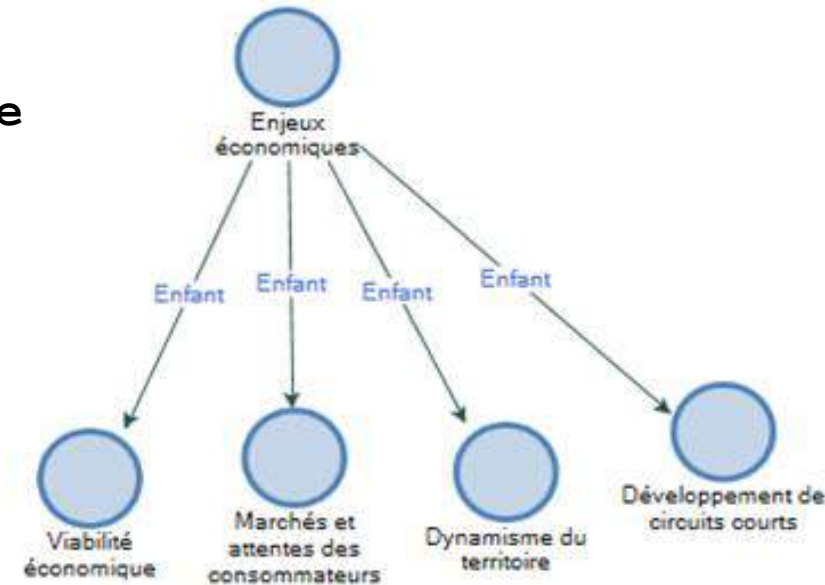 e
Enjeux
économiques
Enfant
Enfant
Enfant
Enfant
Viabilité
économique
Marchés et
attentes des
consommateurs
Dynamisme du
territoire
Développement de
circuits courts